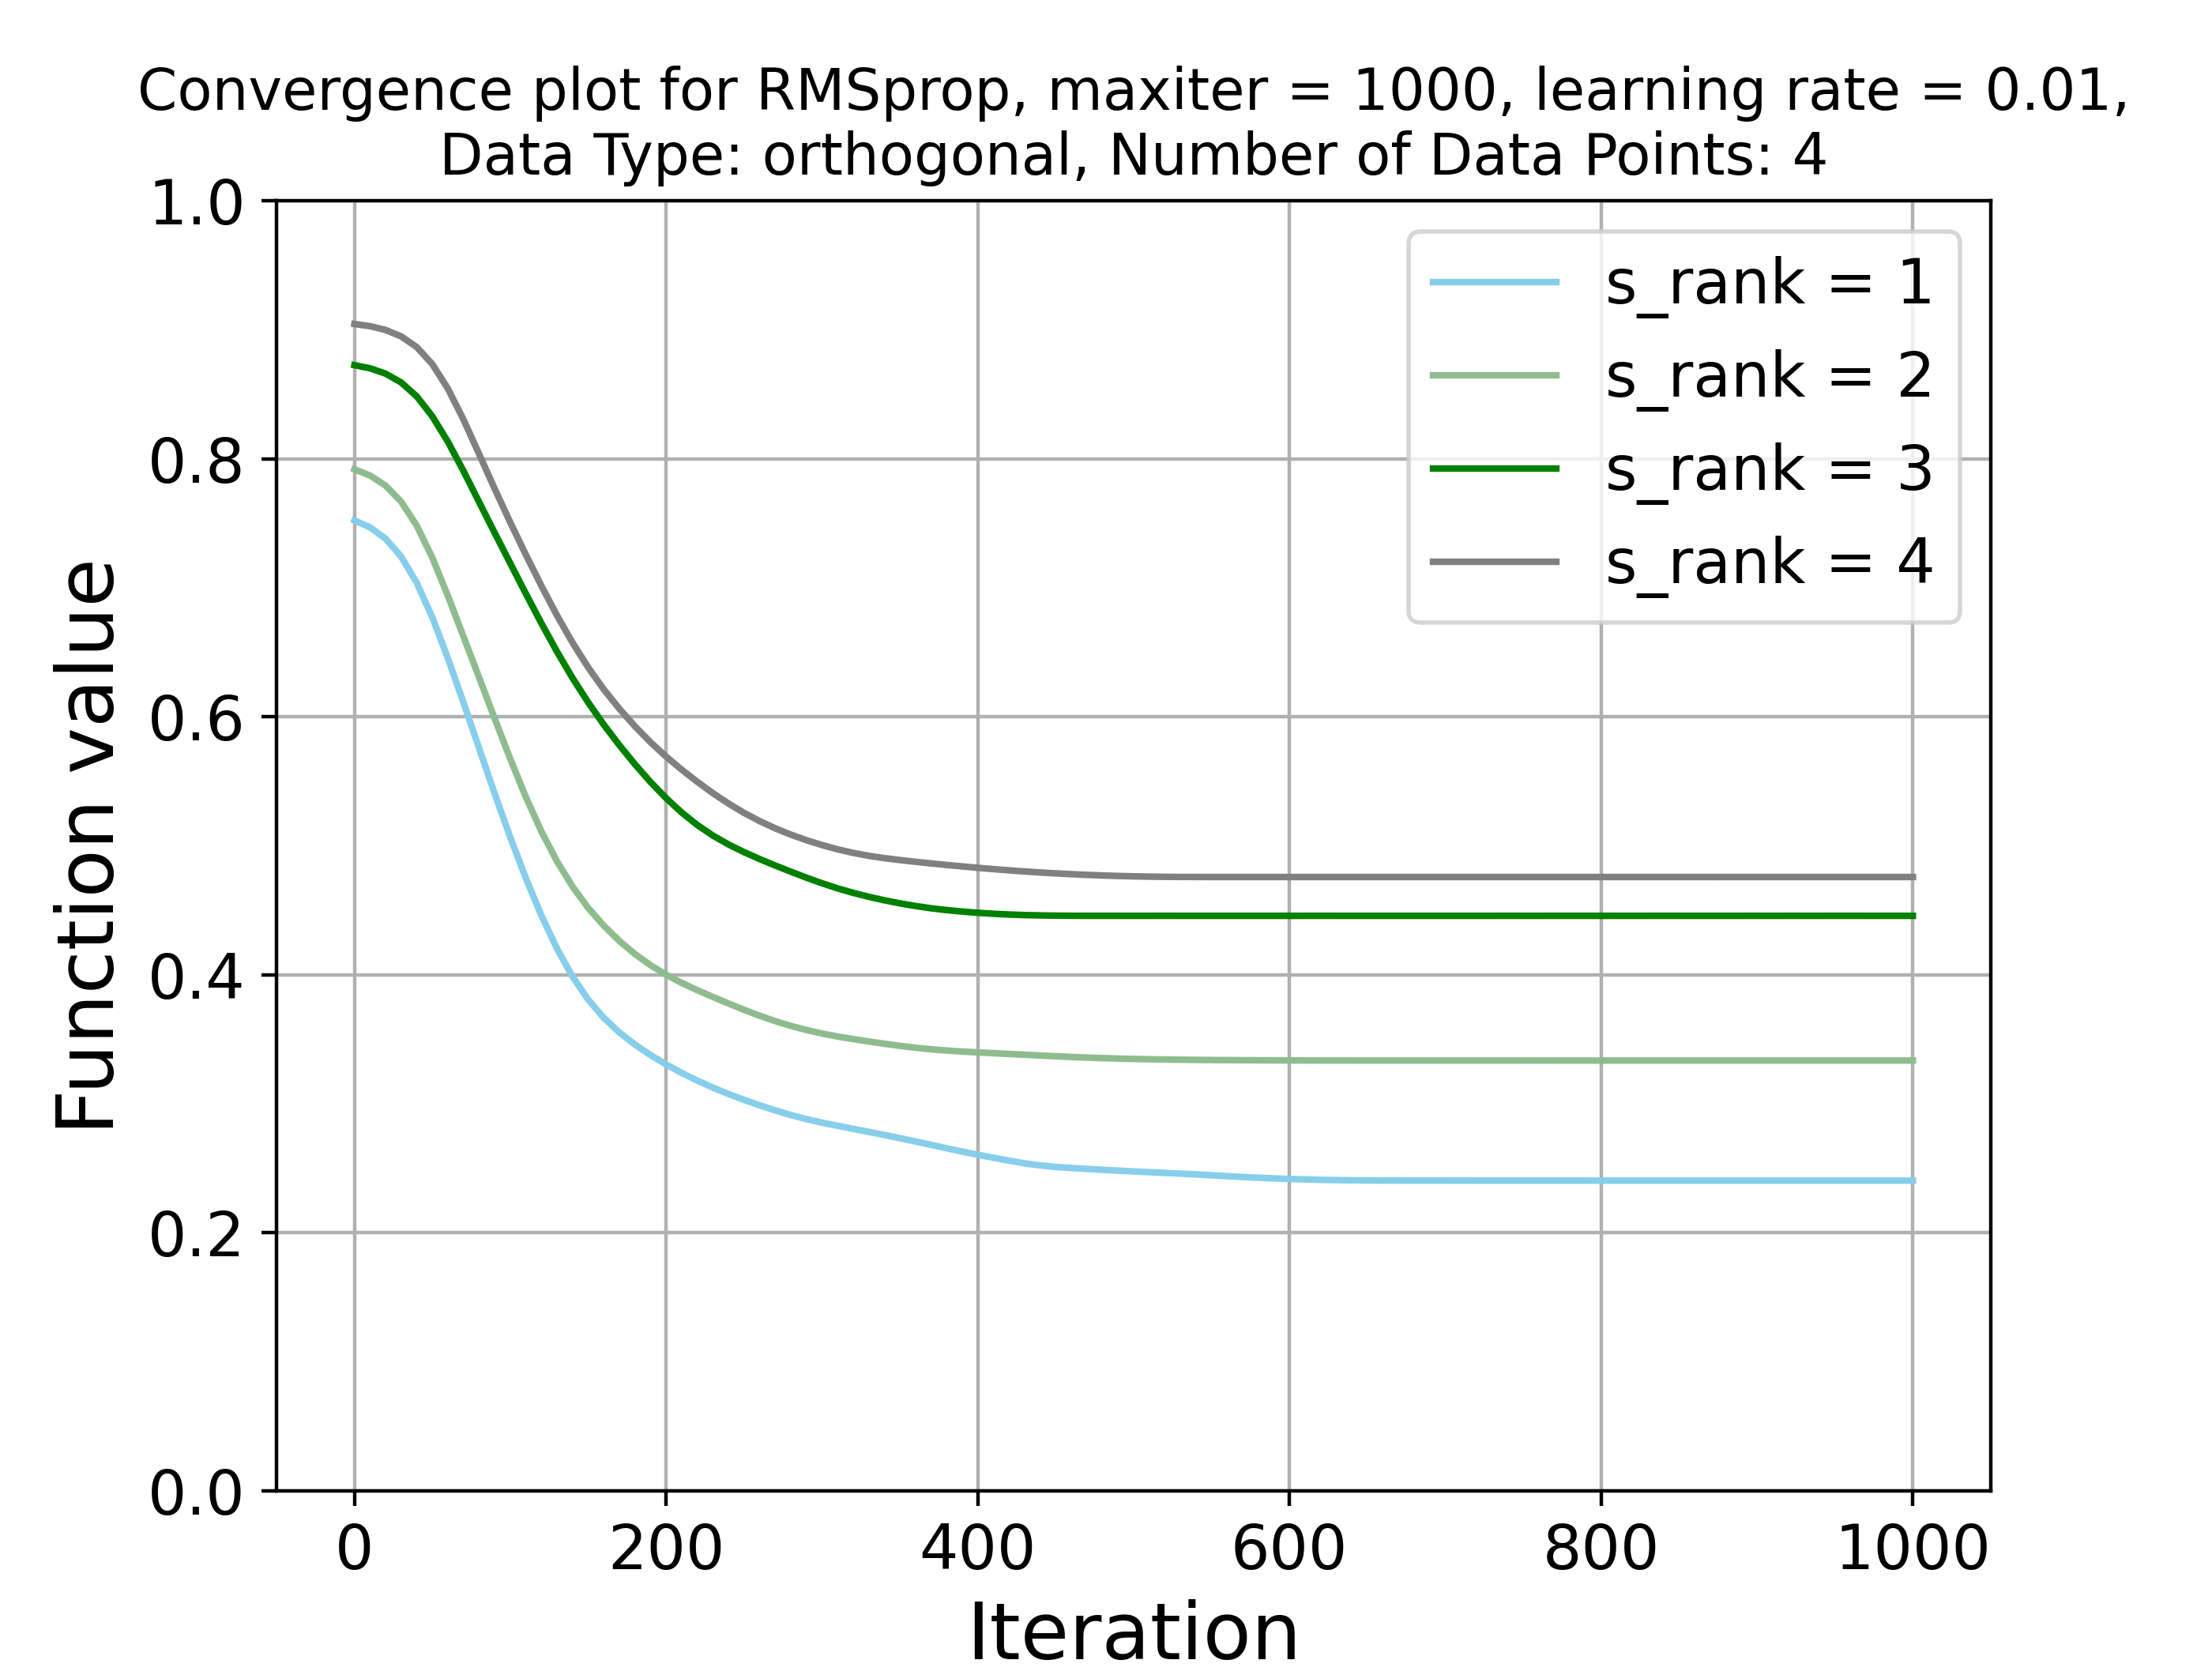 Convergence plot for RMSprop, maxiter = 1000, learning rate = 0.01,
Data Type: orthogonal, Number of Data Points: 4
1.0
0.8
0.6
0.4
0.2
0.0
Function value
s_rank = 1
s_rank = 2
s_rank = 3
s_rank = 4
0 200 400 600 800 1000
Iteration